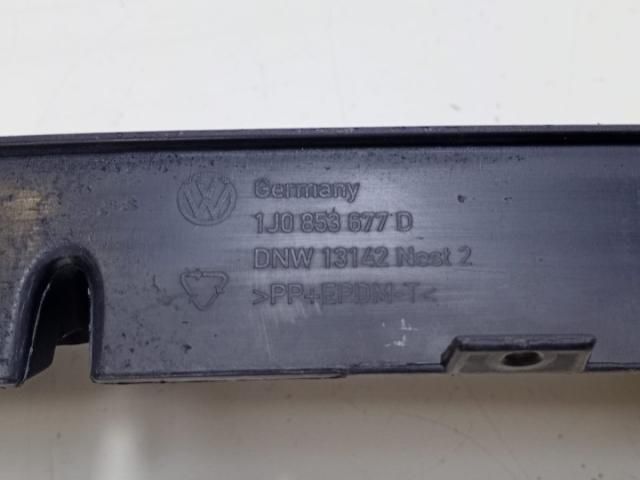 Germany
1J0 853 677 D
DNW 13142 Nest 2
>PP+EPDM-T<